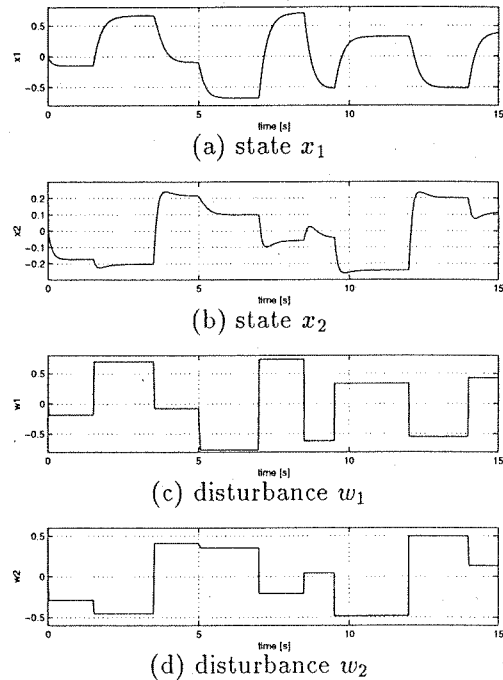 0.5
0
-0.5
x1
0
5
10
15
time [s]
(a) state x₁
0.2
0.1
0
-0.1
-0.2
x2
0
5
10
15
time [s]
(b) state x₂
0.5
0
-0.5
w1
0
5
10
15
time [s]
(c) disturbance w₁
0.5
0
-0.5
w2
0
5
10
15
time [s]
(d) disturbance w₂